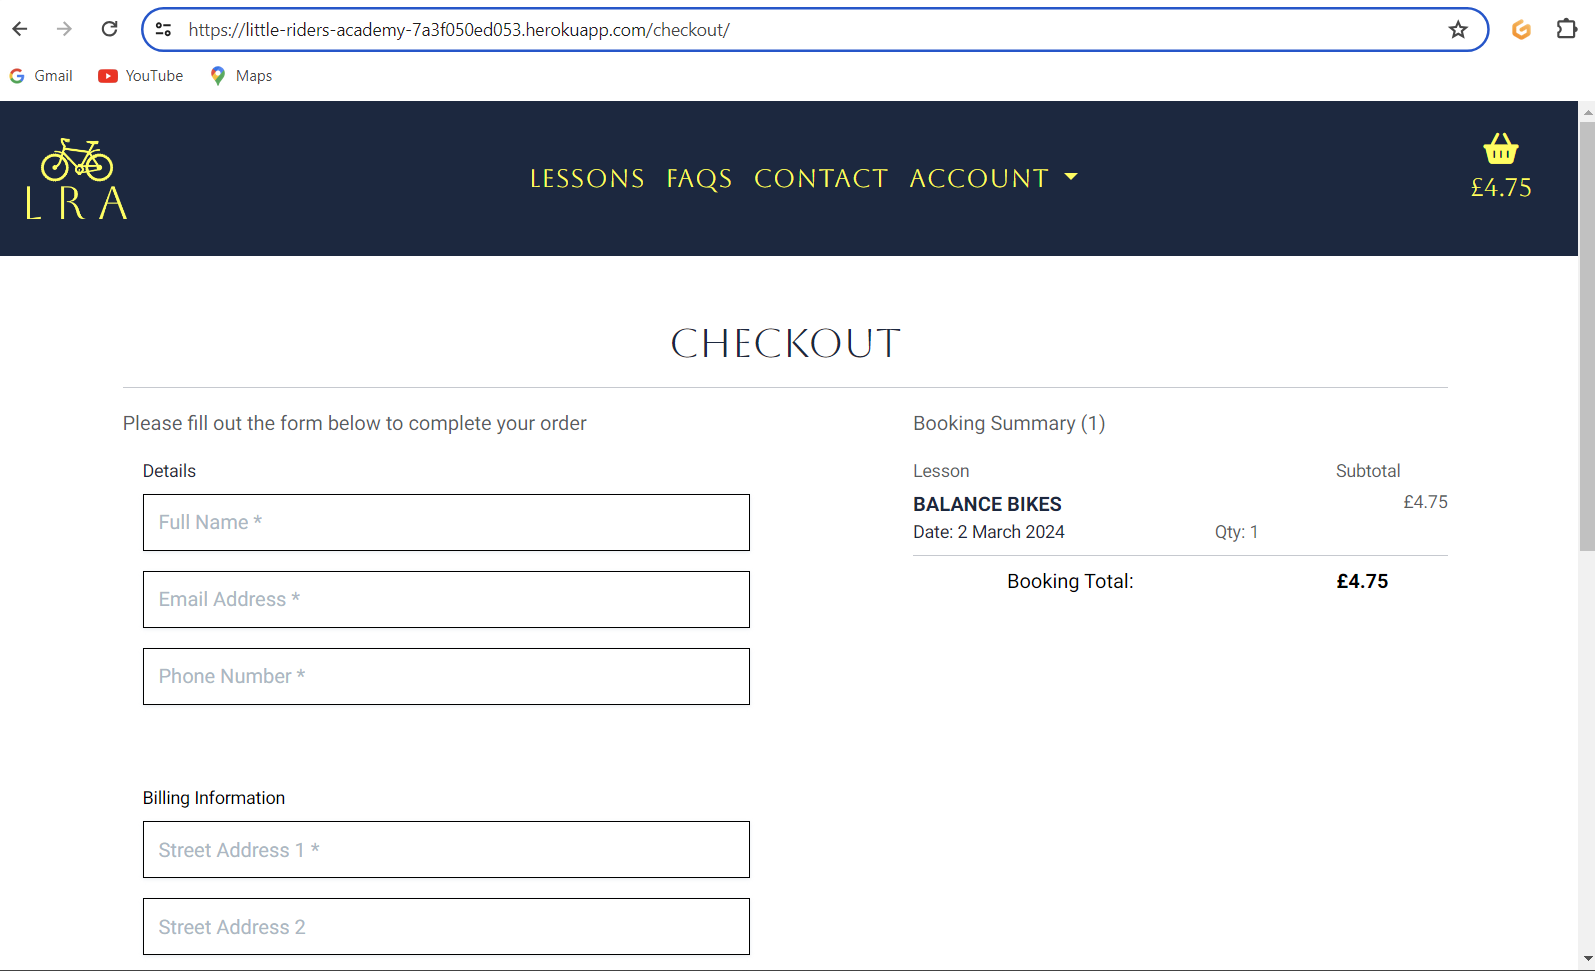 https://little-riders-academy-7a3f050ed053.herokuapp.com/checkout/
Gmail YouTube Maps
L R A
LESSONS FAQS CONTACT ACCOUNT
£4.75
CHECKOUT
Please fill out the form below to complete your order
Details
Full Name *
Email Address *
Phone Number *
Billing Information
Street Address 1 *
Street Address 2
Booking Summary (1)
Lesson Subtotal
BALANCE BIKES £4.75
Date: 2 March 2024 Qty: 1
Booking Total: £4.75